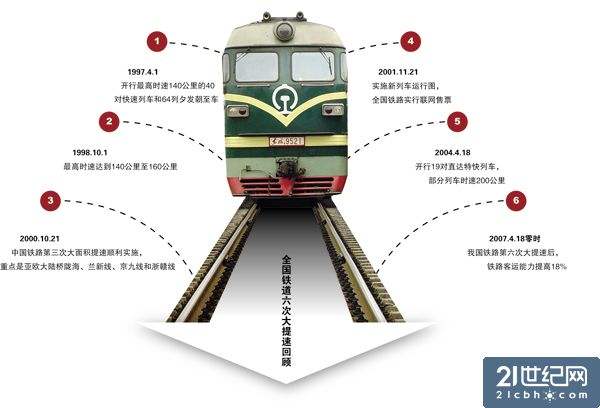 1
1997.4.1
开行最高时速140公里的40
对快速列车和64列夕发朝至车
2
1998.10.1
最高时速达到140公里至160公里
3
2000.10.21
中国铁路第三次大面积提速顺利实施,
重点是亚欧大陆桥陇海、兰新线、京九线和浙赣线
4
2001.11.21
实施新列车运行图,
全国铁路实行联网售票
5
2004.4.18
开行19对直达特快列车,
部分列车时速200公里
6
2007.4.18零时
我国铁路第六次大提速后,
铁路客运能力提高18%
9521
全国铁道六次大提速回顾
21世纪网
21cbh.com